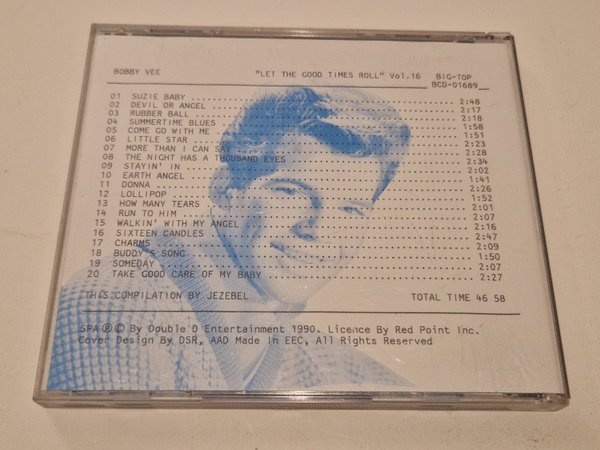 BOBBY VEE "LET THE GOOD TIMES ROLL" Vol.16 BIG-TOP
BCD-01689
01 SUZIE BABY 2:48
02 DEVIL OR ANGEL 2:17
03 RUBBER BALL 2:18
04 SUMMERTIME BLUES 1:58
05 COME GO WITH ME 1:51
06 LITTLE STAR 2:23
07 MORE THAN I CAN SAY 2:28
08 THE NIGHT HAS A THOUSAND EYES 2:34
09 STAYIN' IN 2:02
10 EARTH ANGEL 1:41
11 DONNA 2:26
12 LOLLIPOP 1:52
13 HOW MANY TEARS 2:01
14 RUN TO HIM 2:07
15 WALKIN' WITH MY ANGEL 2:16
16 SIXTEEN CANDLES 2:47
17 CHARMS 2:09
18 BUDDY'S SONG 1:50
19 SOMEDAY 2:07
20 TAKE GOOD CARE OF MY BABY 2:27
THIS COMPILATION BY JEZEBEL TOTAL TIME 46 58
SPA ℗© By Double D Entertainment 1990. Licence By Red Point Inc.
Cover Design By DSR, AAD Made In EEC, All Rights Reserved